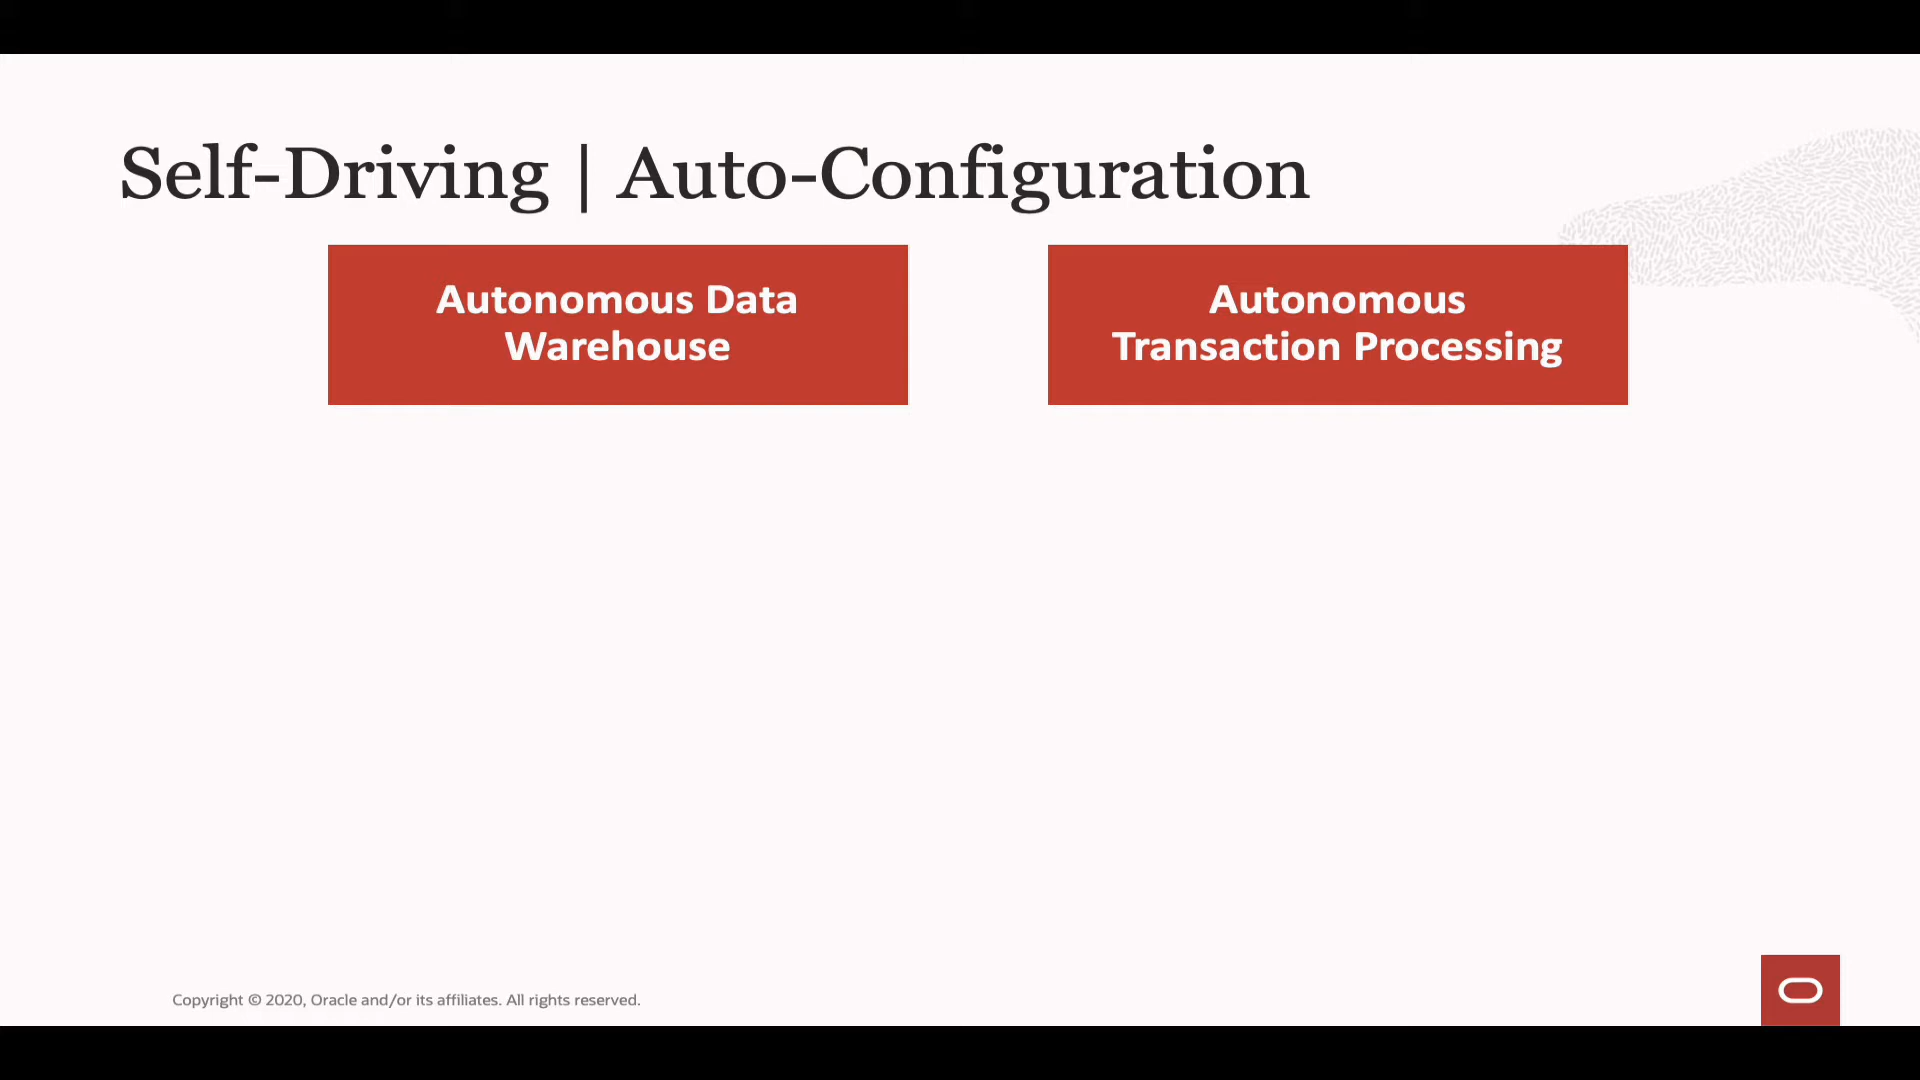 Self-Driving | Auto-Configuration
Autonomous Data
Warehouse
Autonomous
Transaction Processing
Copyright © 2020, Oracle and/or its affiliates. All rights reserved.